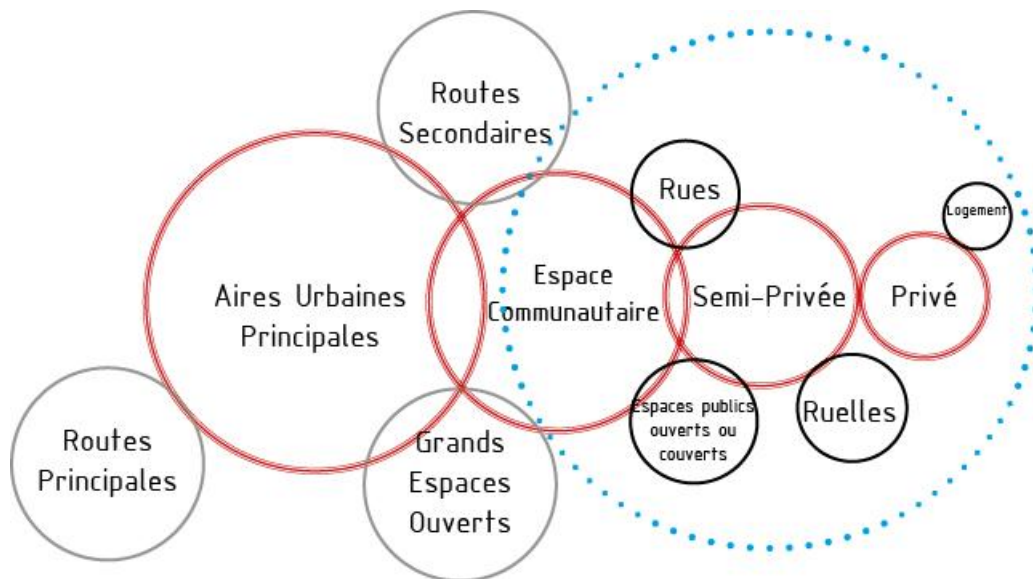 Routes
Secondaires
Rues
Logement
Aires Urbaines
Principales
Espace
Communautaire
Semi-Privée
Privé
Routes
Principales
Grands
Espaces
Ouverts
Espaces publics
ouverts ou
couverts
Ruelles